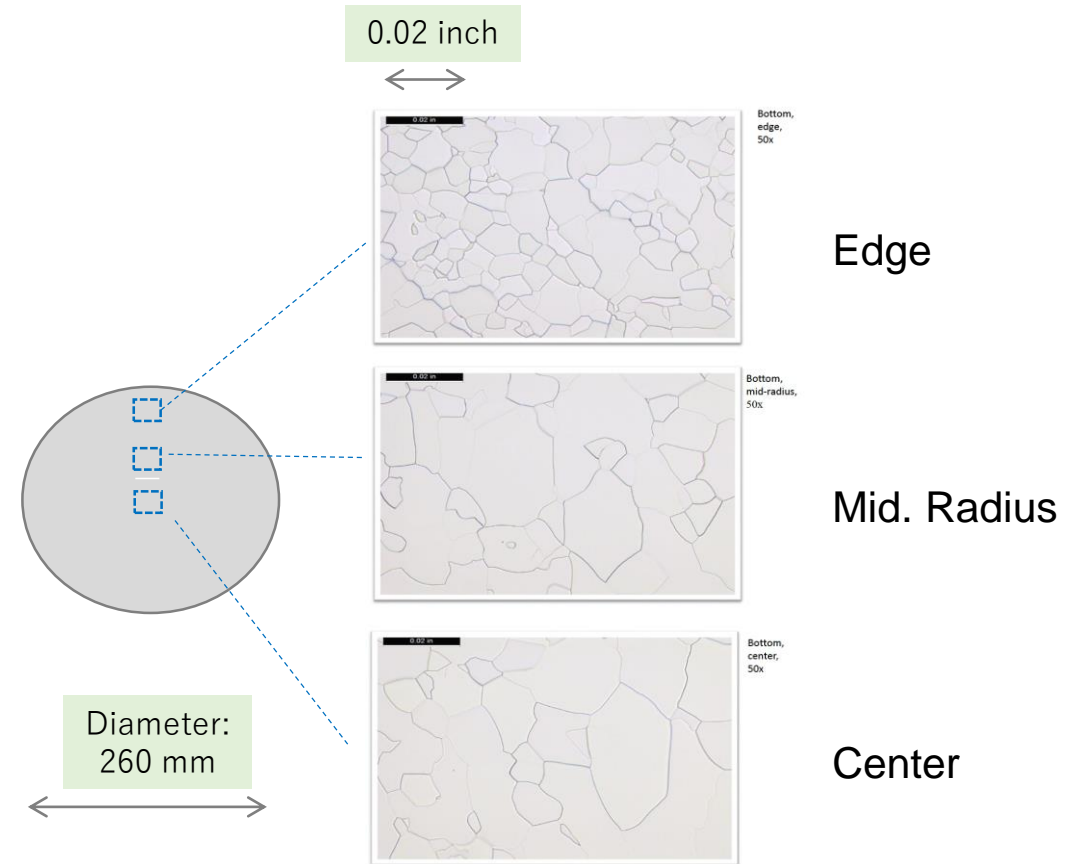 0.02 inch
0.02 in
Bottom,
edge,
50x
Edge
0.02 in
Bottom,
mid-radius,
50x
Mid. Radius
0.02 in
Bottom,
center,
50x
Diameter:
260 mm
Center